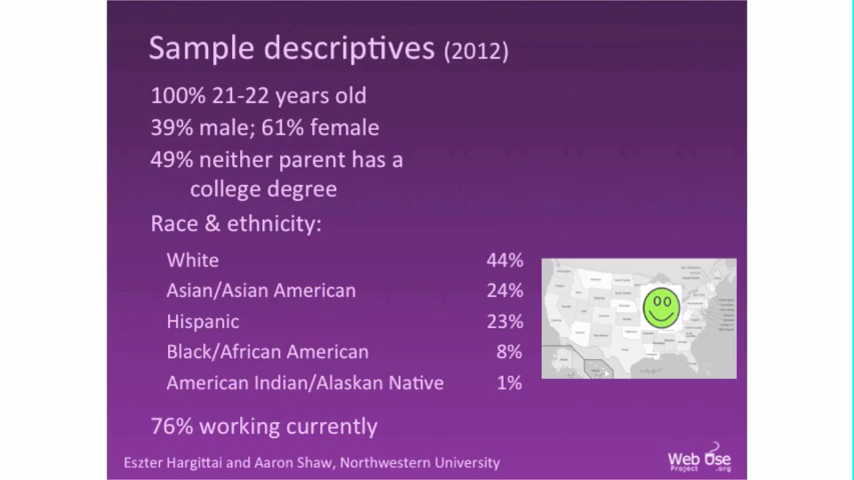 Sample descriptives (2012)
100% 21-22 years old
39% male; 61% female
49% neither parent has a
college degree
Race & ethnicity:
White 44%
Asian/Asian American 24%
Hispanic 23%
Black/African American 8%
American Indian/Alaskan Native 1%
76% working currently
Eszter Hargittai and Aaron Shaw, Northwestern University
Web Use
Project .org